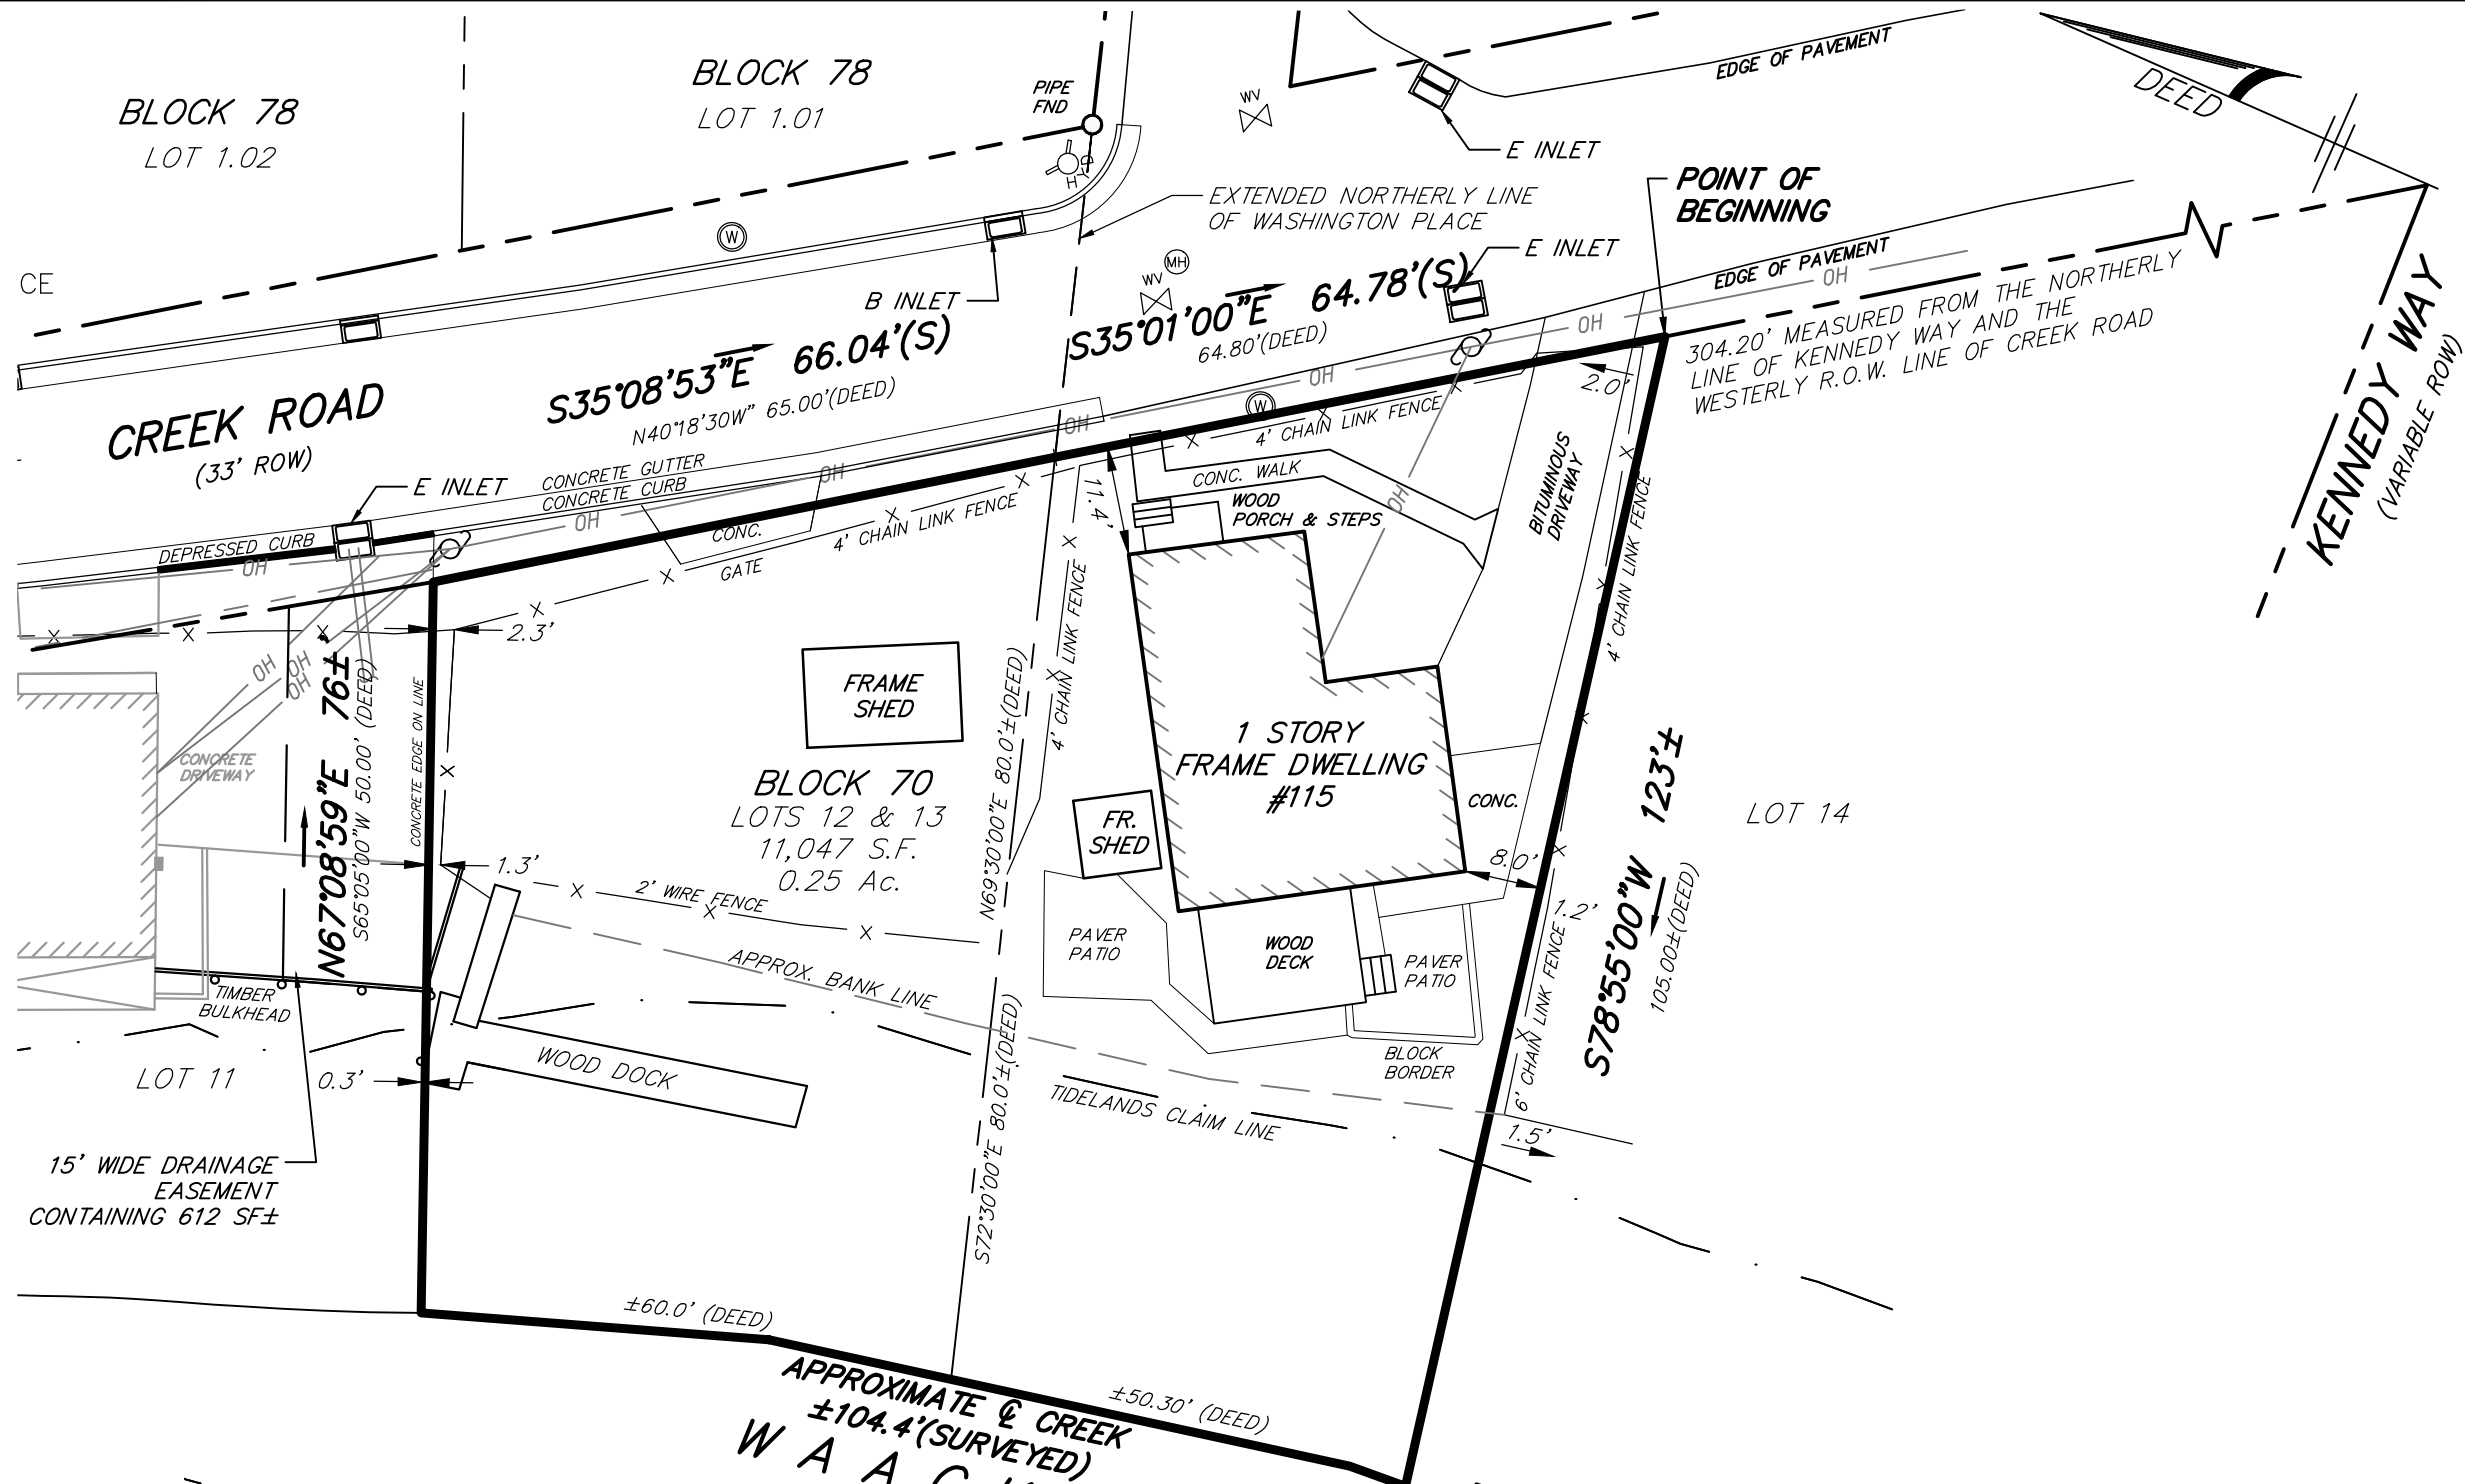 BLOCK 78
LOT 1.02
BLOCK 78
LOT 1.01
PIPE
FND
HYD
WV
EDGE OF PAVEMENT
E INLET
DEED
POINT OF
BEGINNING
EXTENDED NORTHERLY LINE
OF WASHINGTON PLACE
W
CE
B INLET
MH
WV
E INLET
EDGE OF PAVEMENT
OH
S35°08'53"E 66.04'(S)
N40°18'30W" 65.00'(DEED)
S35°01'00"E 64.78'(S)
64.80'(DEED)
304.20' MEASURED FROM THE NORTHERLY
LINE OF KENNEDY WAY AND THE
WESTERLY R.O.W. LINE OF CREEK ROAD
KENNEDY WAY
(VARIABLE ROW)
CREEK ROAD
(33' ROW)
E INLET
CONCRETE GUTTER
CONCRETE CURB
DEPRESSED CURB
OH
OH
OH
OH
OH
OH
W
4' CHAIN LINK FENCE
2.0'
CONC.
GATE
4' CHAIN LINK FENCE
11.4'
CONC. WALK
WOOD
PORCH & STEPS
OH
BITUMINOUS
DRIVEWAY
4' CHAIN LINK FENCE
2.3'
OH
OH
OH
N67°08'59"E 76'±
S65°05'00"W 50.00' (DEED)
CONCRETE EDGE ON LINE
CONCRETE
DRIVEWAY
FRAME
SHED
BLOCK 70
LOTS 12 & 13
11,047 S.F.
0.25 Ac.
N69°30'00"E 80.0'±(DEED)
4' CHAIN LINK FENCE
1 STORY
FRAME DWELLING
#115
FR.
SHED
CONC.
8.0'
S78°55'00"W 123'±
105.00±(DEED)
LOT 14
1.3'
2' WIRE FENCE
1.2'
PAVER
PATIO
WOOD
DECK
PAVER
PATIO
APPROX. BANK LINE
TIMBER
BULKHEAD
LOT 11
0.3'
WOOD DOCK
S72°30'00"E 80.0'±(DEED)
BLOCK
BORDER
6' CHAIN LINK FENCE
TIDELANDS CLAIM LINE
1.5'
15' WIDE DRAINAGE
EASEMENT
CONTAINING 612 SF±
±60.0' (DEED)
±50.30' (DEED)
APPROXIMATE ℄ CREEK
±104.4'(SURVEYED)
W A A C